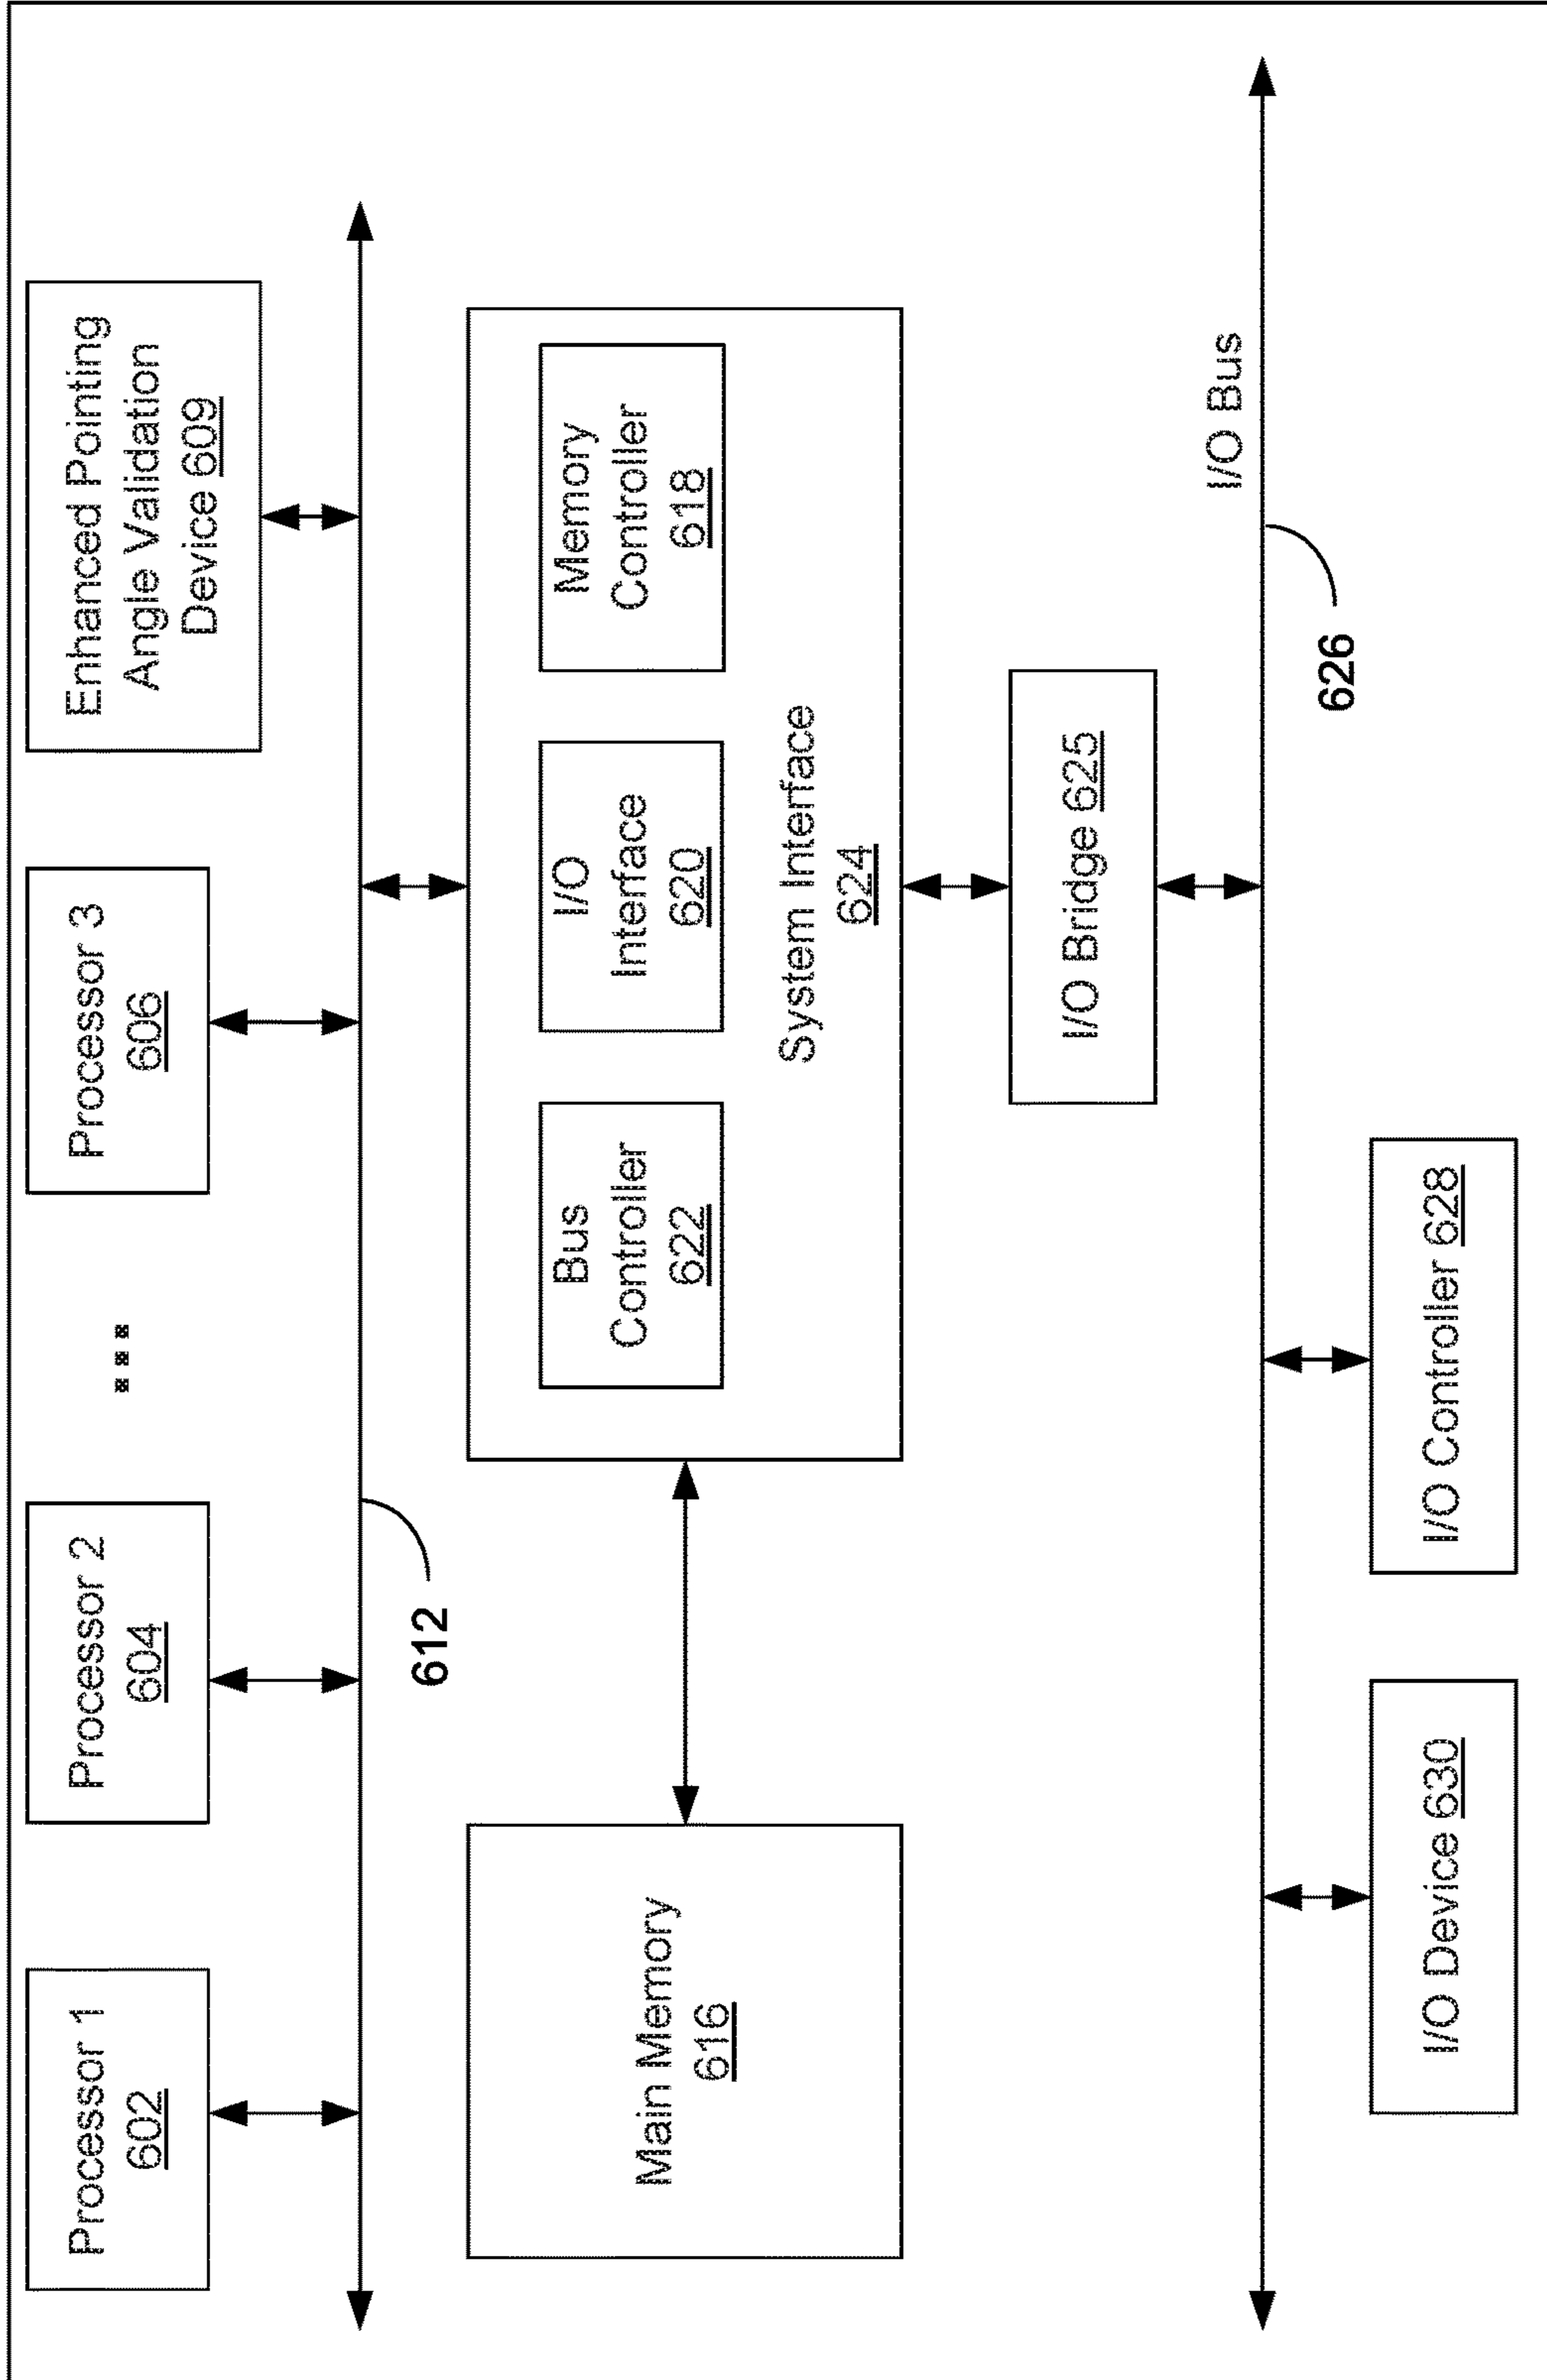 Processor 1
602
Processor 2
604
...
Processor 3
606
Enhanced Pointing
Angle Validation
Device 609
612
Main Memory
616
Bus
Controller
622
I/O
Interface
620
Memory
Controller
618
System Interface
624
I/O Bridge 625
I/O Bus
626
I/O Device 630
I/O Controller 628